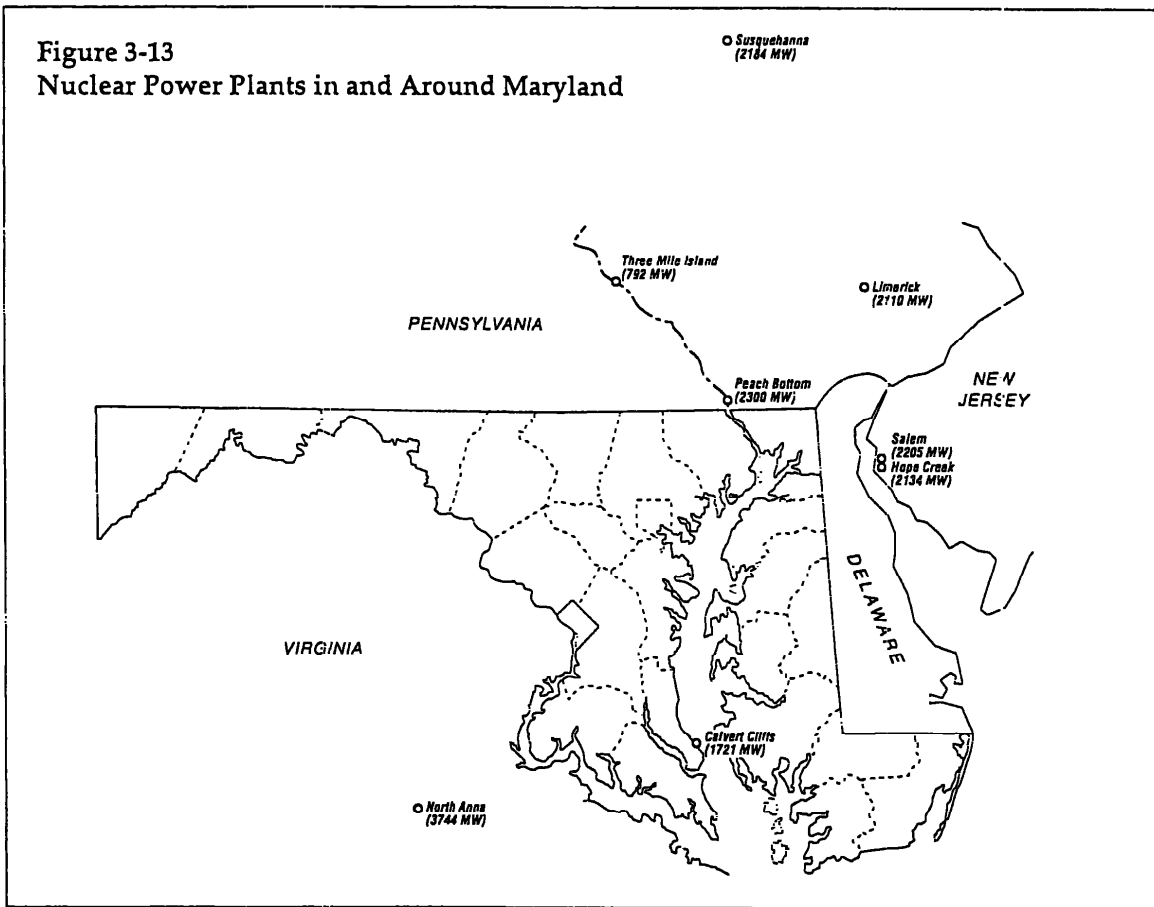 Figure 3-13
Nuclear Power Plants in and Around Maryland
Susquehanna
(2184 MW)
Three Mile Island
(792 MW)
Limerick
(2110 MW)
PENNSYLVANIA
Peach Bottom
(2300 MW)
NEW
JERSEY
Salem
(2205 MW)
Hope Creek
(2134 MW)
DELAWARE
VIRGINIA
Calvert Cliffs
(1721 MW)
North Anna
(3744 MW)